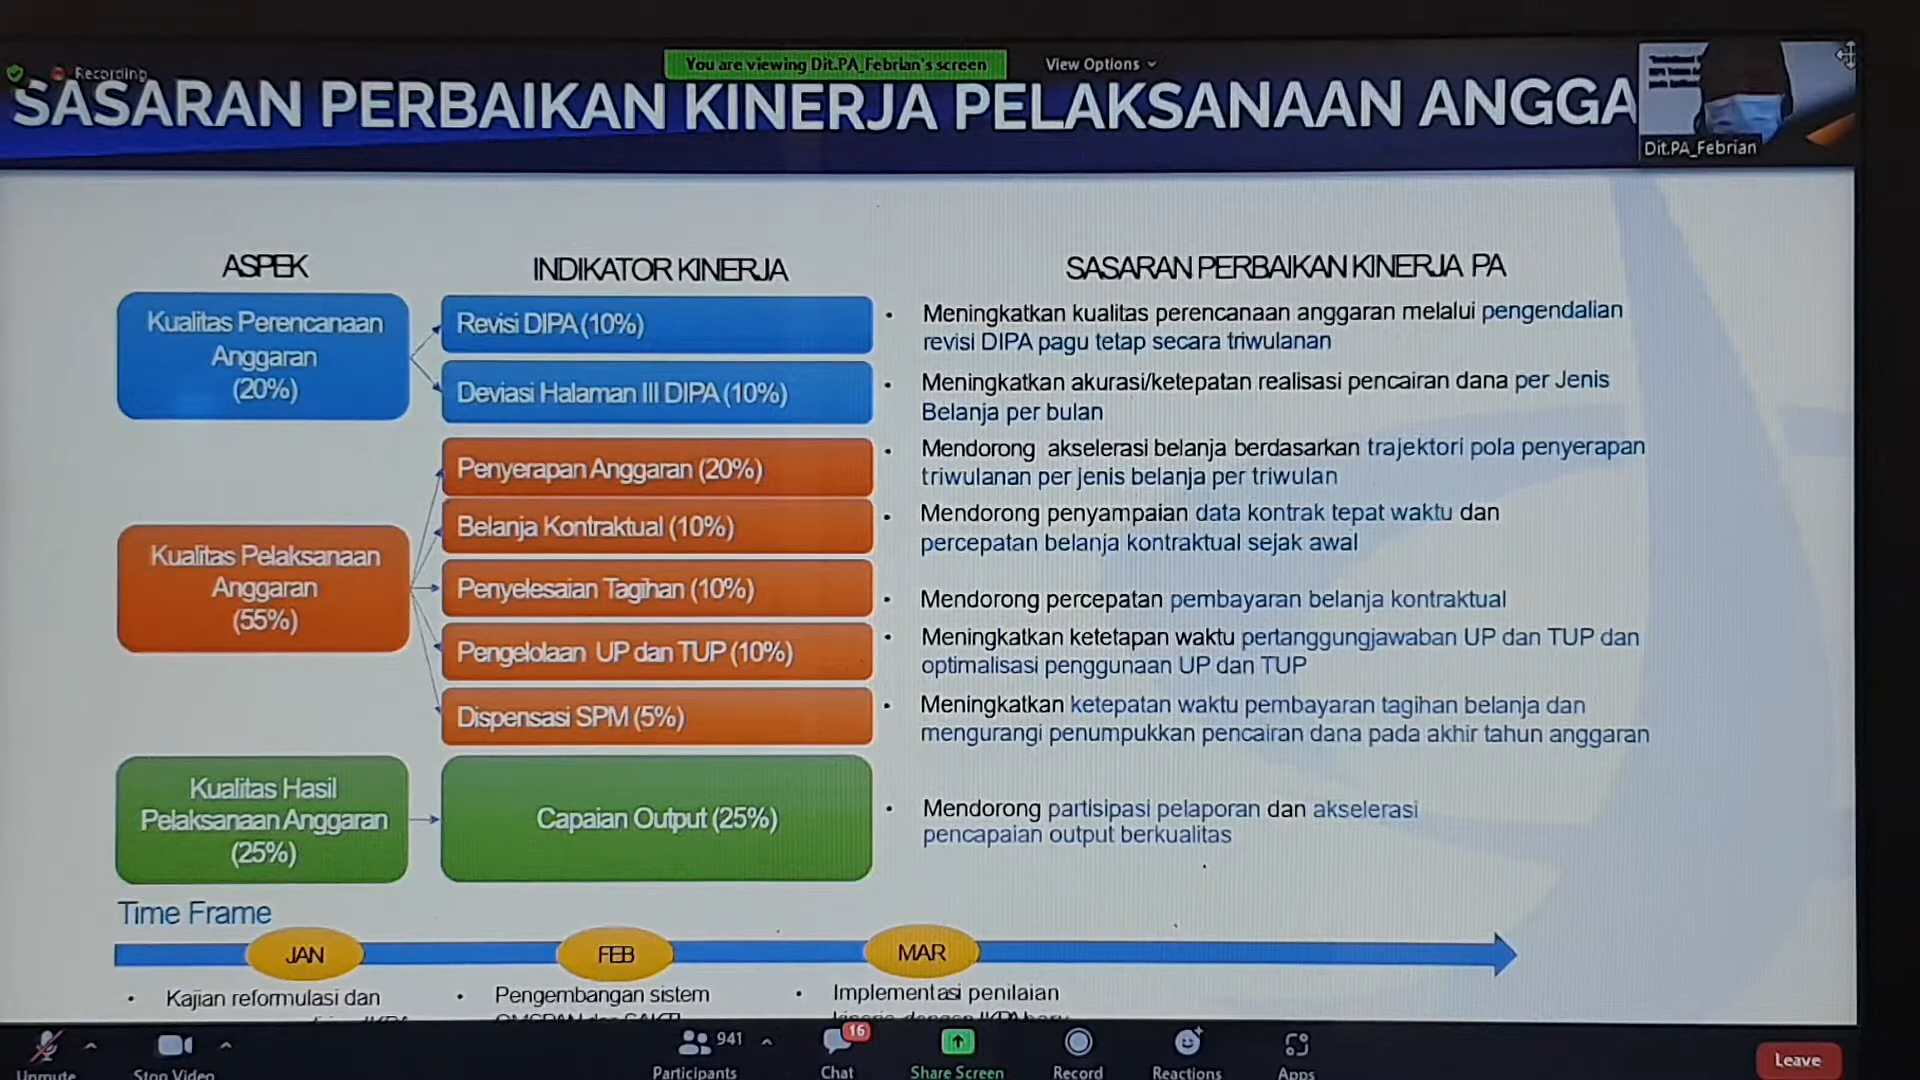 Recording
You are viewing Dit.PA_Febrian's screen
View Options
SASARAN PERBAIKAN KINERJA PELAKSANAAN ANGGA
Dit.PA_Febrian
ASPEK
INDIKATOR KINERJA
SASARAN PERBAIKAN KINERJA PA
Kualitas Perencanaan
Anggaran
(20%)
Revisi DIPA (10%)
• Meningkatkan kualitas perencanaan anggaran melalui pengendalian
revisi DIPA pagu tetap secara triwulanan
Deviasi Halaman III DIPA (10%)
• Meningkatkan akurasi/ketepatan realisasi pencairan dana per Jenis
Belanja per bulan
Kualitas Pelaksanaan
Anggaran
(55%)
Penyerapan Anggaran (20%)
• Mendorong akselerasi belanja berdasarkan trajektori pola penyerapan
triwulanan per jenis belanja per triwulan
Belanja Kontraktual (10%)
• Mendorong penyampaian data kontrak tepat waktu dan
percepatan belanja kontraktual sejak awal
Penyelesaian Tagihan (10%)
• Mendorong percepatan pembayaran belanja kontraktual
Pengelolaan UP dan TUP (10%)
• Meningkatkan ketetapan waktu pertanggungjawaban UP dan TUP dan
optimalisasi penggunaan UP dan TUP
Dispensasi SPM (5%)
• Meningkatkan ketepatan waktu pembayaran tagihan belanja dan
mengurangi penumpukkan pencairan dana pada akhir tahun anggaran
Kualitas Hasil
Pelaksanaan Anggaran
(25%)
Capaian Output (25%)
• Mendorong partisipasi pelaporan dan akselerasi
pencapaian output berkualitas
Time Frame
JAN
FEB
MAR
• Kajian reformulasi dan
• Pengembangan sistem
• Implementasi penilaian
Unmute
Stop Video
941
Participants
16
Chat
Share Screen
Record
Reactions
Apps
Leave